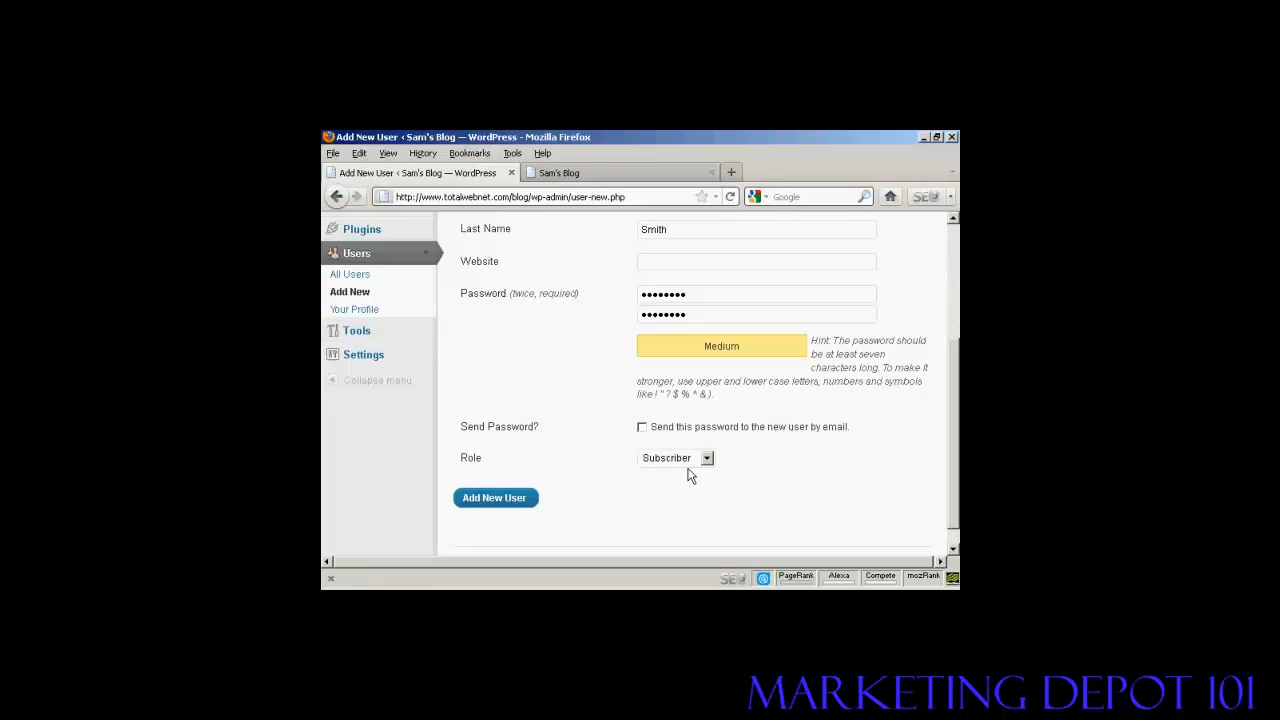 Add New User ‹ Sam's Blog — WordPress - Mozilla Firefox
File Edit View History Bookmarks Tools Help
Add New User ‹ Sam's Blog — WordPress
Sam's Blog
http://www.totalwebnet.com/blog/wp-admin/user-new.php
Google
SEO
Plugins
Users
All Users
Add New
Your Profile
Tools
Settings
Collapse menu
Last Name
Smith
Website
Password (twice, required)
●●●●●●●●
●●●●●●●●
Medium
Hint: The password should
be at least seven
characters long. To make it
stronger, use upper and lower case letters, numbers and symbols
like ! " ? $ % ^ & ).
Send Password?
Send this password to the new user by email.
Role
Subscriber
Add New User
SEO
PageRank
Alexa
Compete
mozRank
MARKETING DEPOT 101